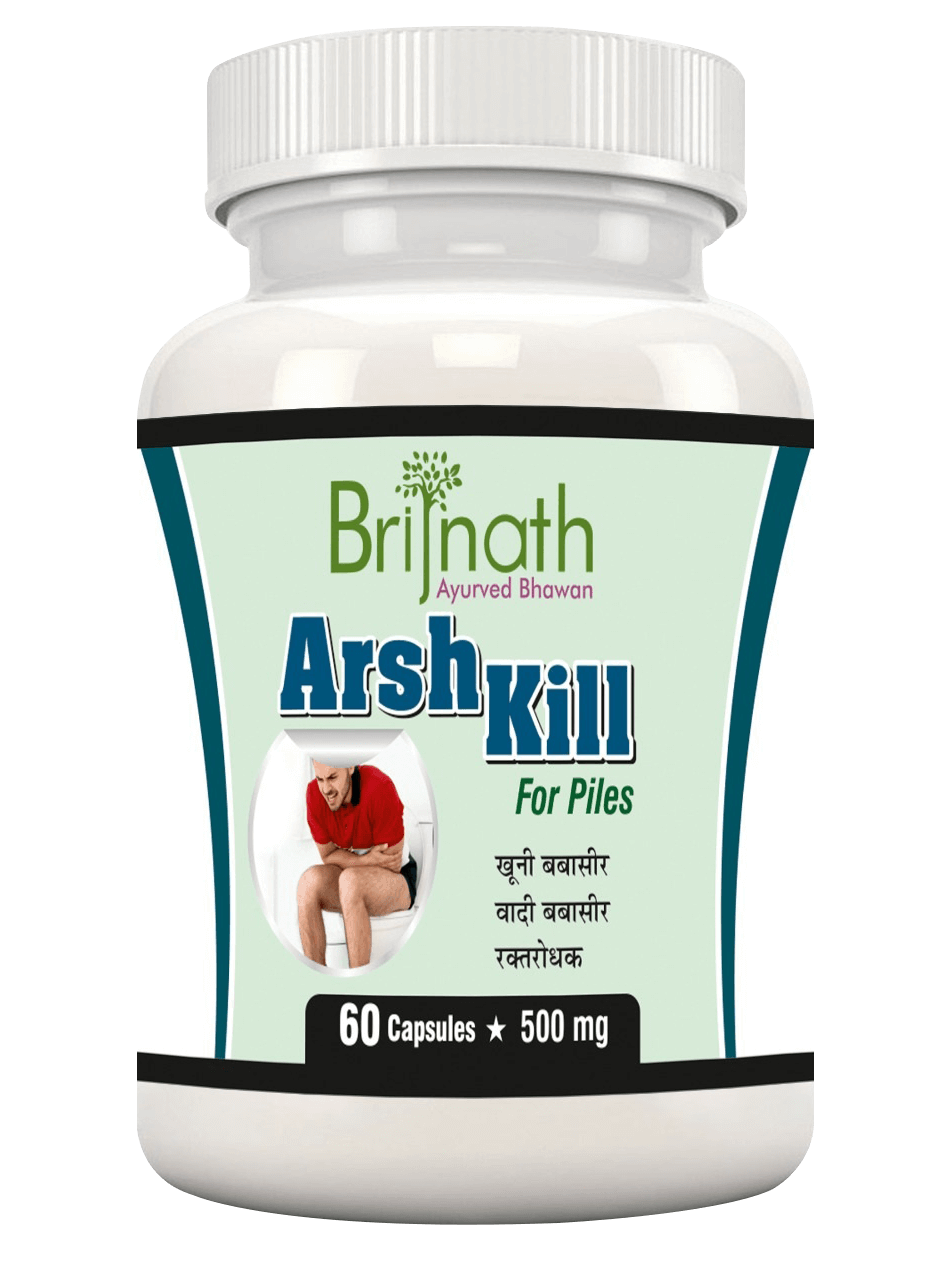 Brijnath
Ayurved Bhawan
Arsh
Kill
For Piles
खूनी बबासीर
वादी बबासीर
रक्तरोधक
60 Capsules ★ 500 mg